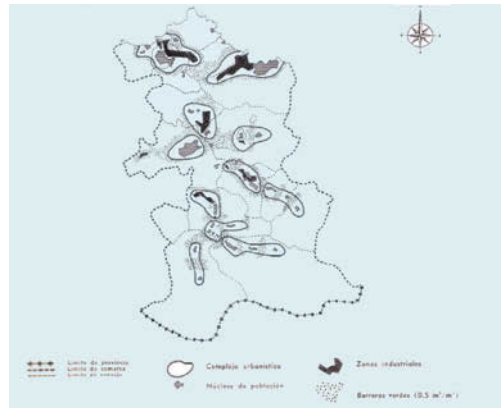 Límite de provincia
Límite de comarca
Límite de concejo
Complejo urbanístico
Núcleos de población
Zonas industriales
Barreras verdes (0,5 m²/m²)